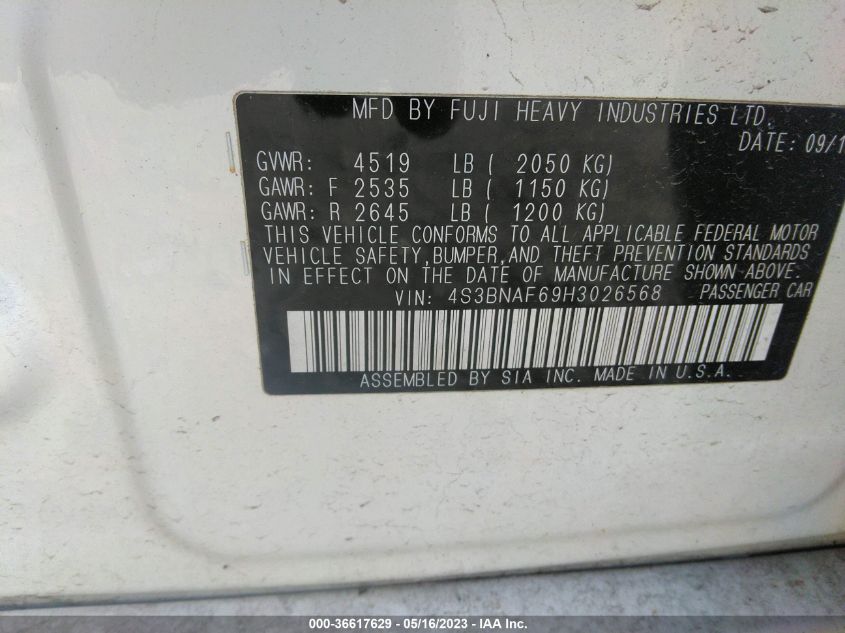 MFD BY FUJI HEAVY INDUSTRIES LTD.
DATE: 09/1
GVWR: 4519 LB ( 2050 KG)
GAWR: F 2535 LB ( 1150 KG)
GAWR: R 2645 LB ( 1200 KG)
THIS VEHICLE CONFORMS TO ALL APPLICABLE FEDERAL MOTOR
VEHICLE SAFETY, BUMPER, AND THEFT PREVENTION STANDARDS
IN EFFECT ON THE DATE OF MANUFACTURE SHOWN ABOVE.
VIN: 4S3BNAF69H3026568 PASSENGER CAR
ASSEMBLED BY SIA INC. MADE IN U.S.A.
000-36617629 - 05/16/2023 - IAA Inc.